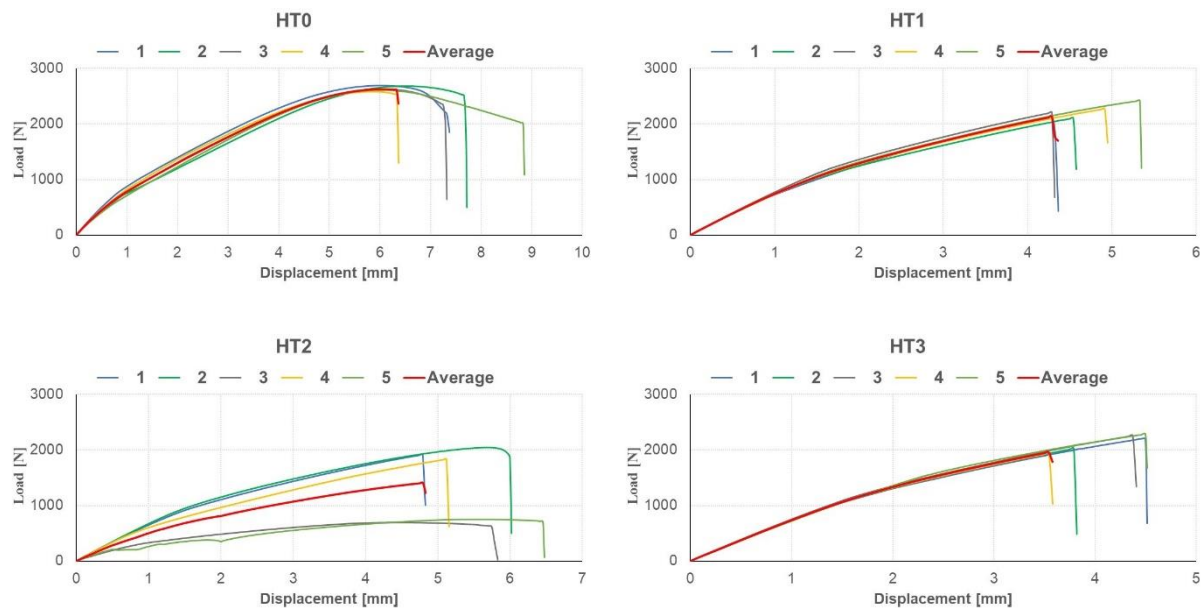 HT0
1 2 3 4 5 Average
3000
2000
1000
0
Load [N]
0 1 2 3 4 5 6 7 8 9 10
Displacement [mm]
HT1
1 2 3 4 5 Average
3000
2000
1000
0
Load [N]
0 1 2 3 4 5 6
Displacement [mm]
HT2
1 2 3 4 5 Average
3000
2000
1000
0
Load [N]
0 1 2 3 4 5 6 7
Displacement [mm]
HT3
1 2 3 4 5 Average
3000
2000
1000
0
Load [N]
0 1 2 3 4 5
Displacement [mm]